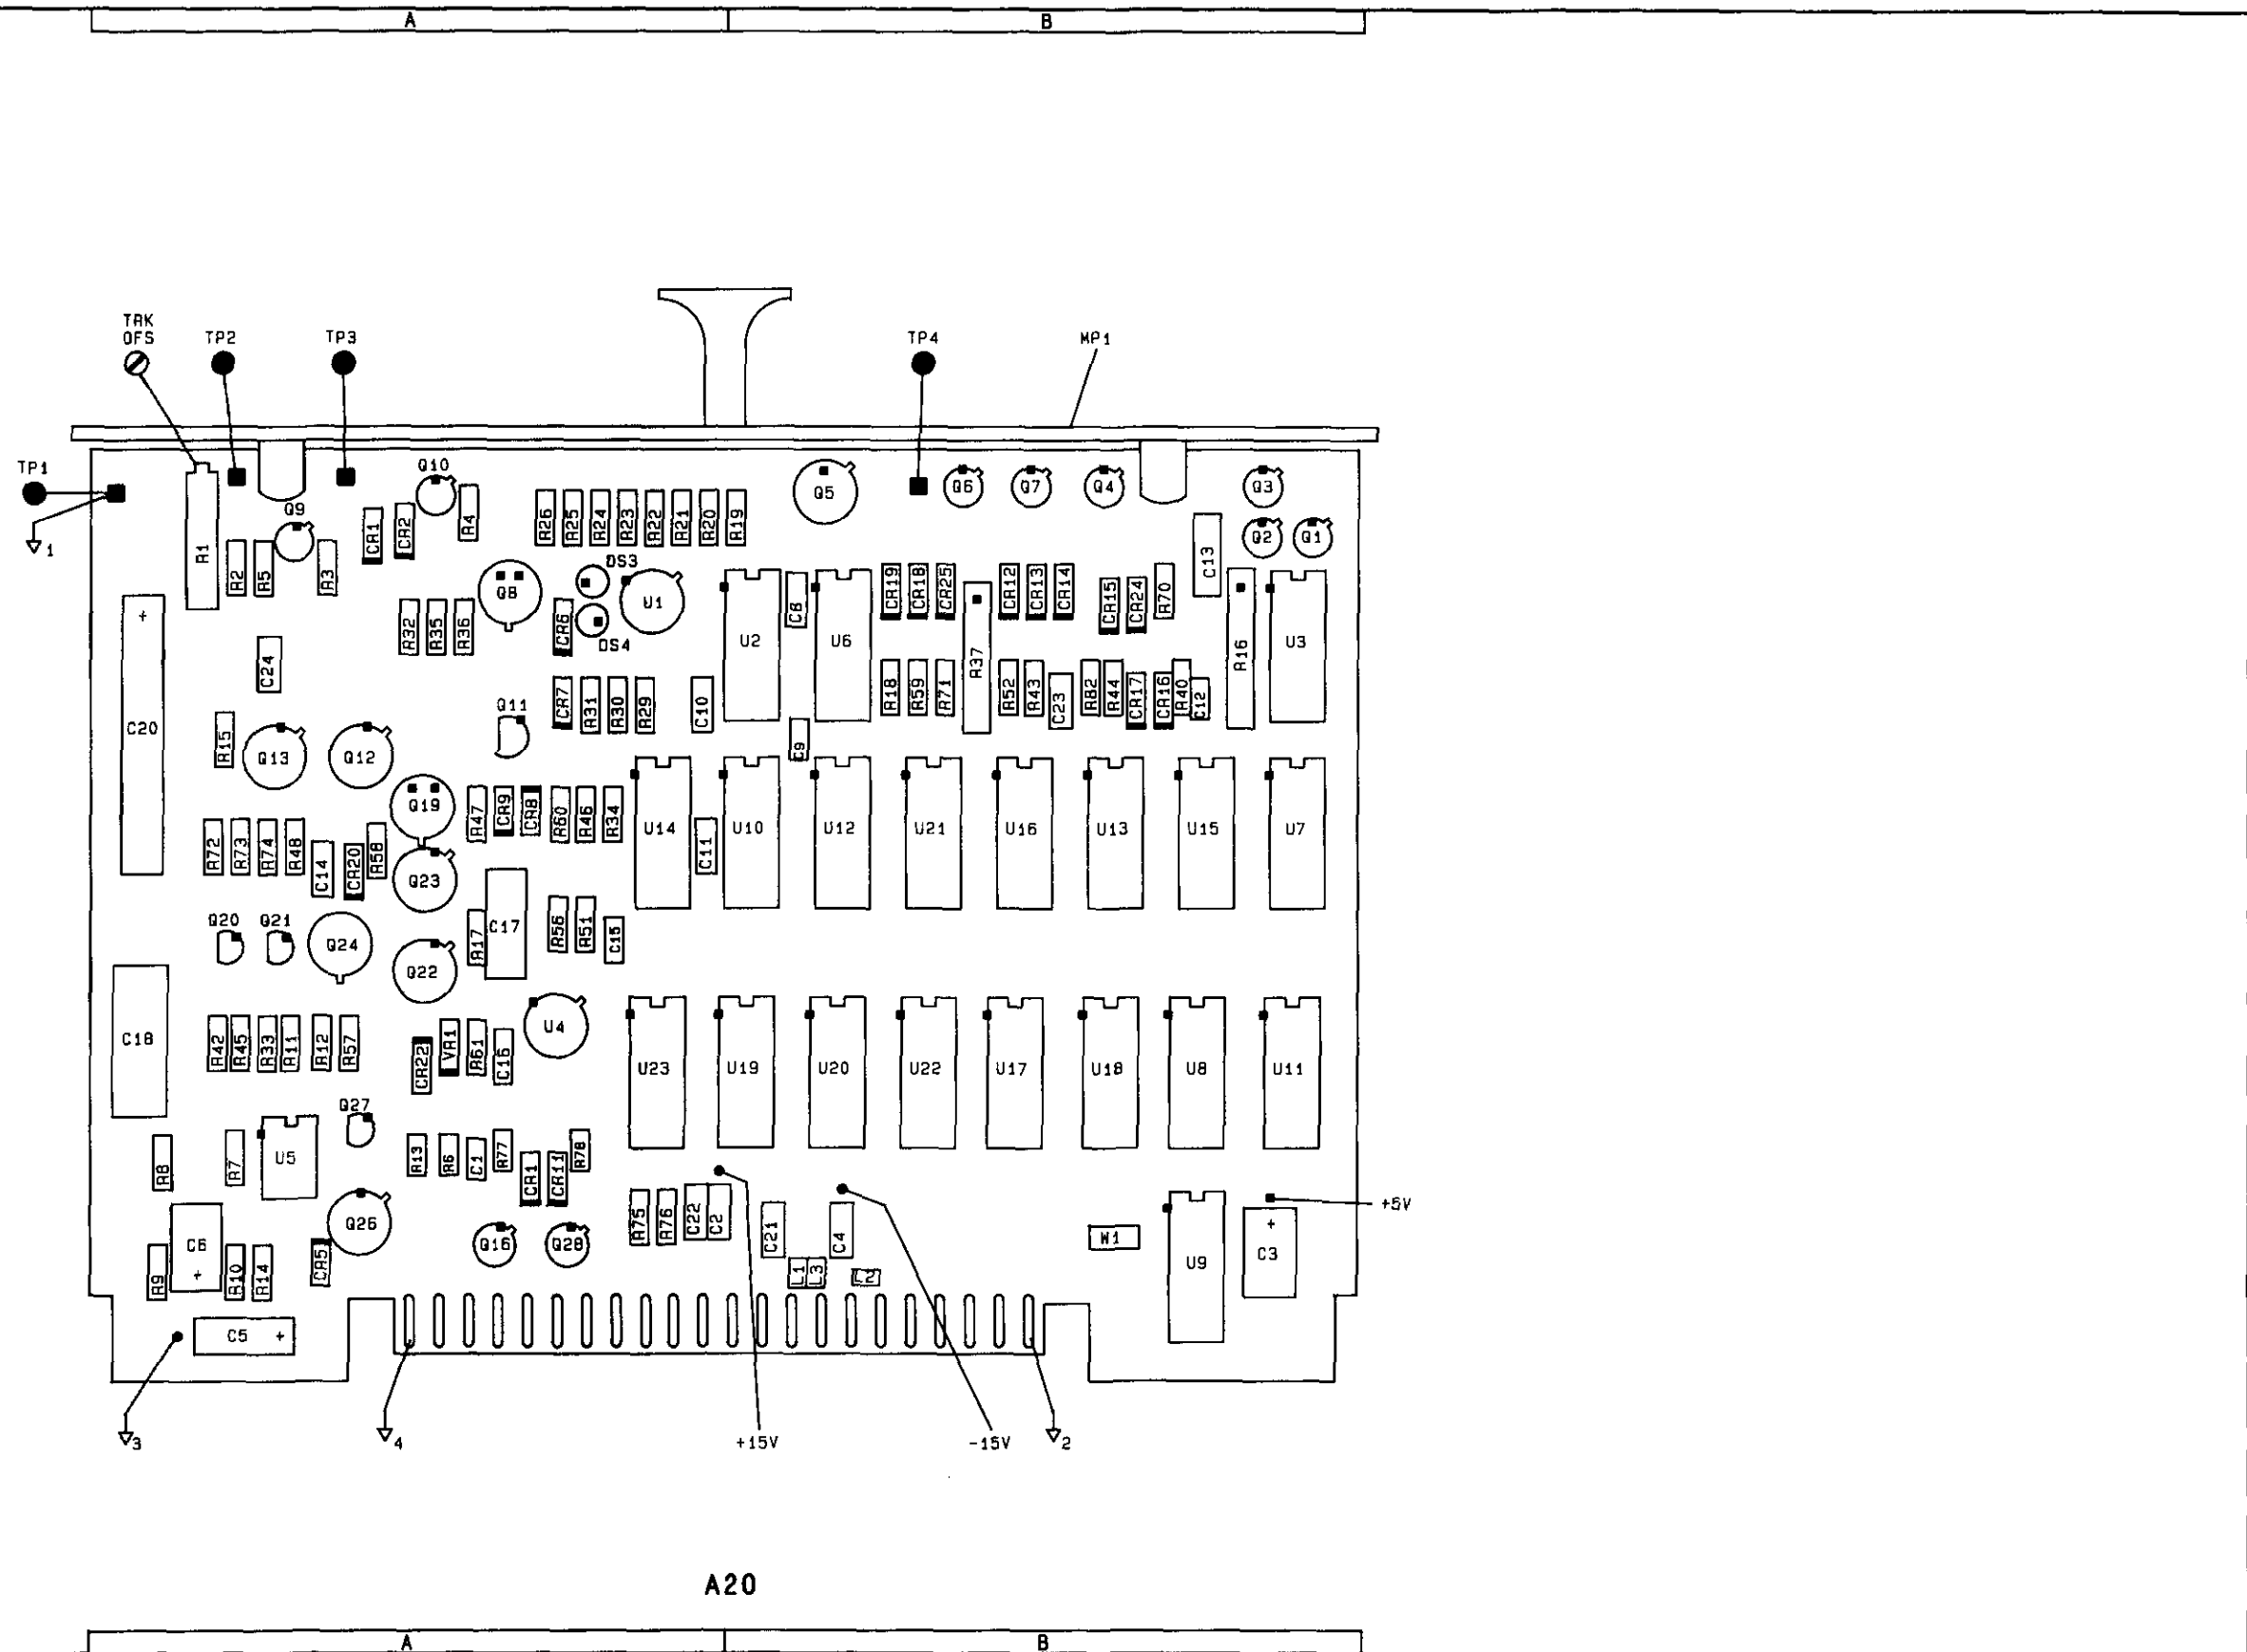 A B
TRK
OFS TP2 TP3 TP4 MP1
TP1 Q10 Q5 Q6 Q7 Q4 Q3
1 R1 Q9 CR1 CR2 R4 R26 R25 R24 R23 R22 R21 R20 R19 C13 Q2 Q1
R2 R5 R3 DS3
+ Q8 U1 C8 CR19 CR18 CR25 CR12 CR13 CR14 CR15 CR24 R70
R32 R35 R36 CR6 DS4 U2 U6 R37 R16 U3
C24 R18 R59 R71 R52 R43 C23 R82 R44 CR17 CR16 R40 C12
C20 Q11 CR7 R31 R30 R29 C10
R15 Q13 Q12 C9
Q19 R47 CR9 CR8 R60 R46 R34 U14 U10 U12 U21 U16 U13 U15 U7
R72 R73 R74 R48 C14 CR20 R58 C11
Q23
Q20 Q21 Q24 R17 C17 R56 R51 C15
Q22
C18 U4
R42 R45 R33 R11 R12 R57 CR22 VR1 R61 C16 U23 U19 U20 U22 U17 U18 U8 U11
Q27
R8 R7 U5 R13 R6 C1 R77 CR1 CR11 R78
+5V
Q26 R75 R76 C22 C2 C21 C4 W1 +
C6 Q16 Q28 C3
R9 + R10 R14 CR5 L1 L3 L2 U9
C5 +
3 4 +15V -15V 2
A20
A B